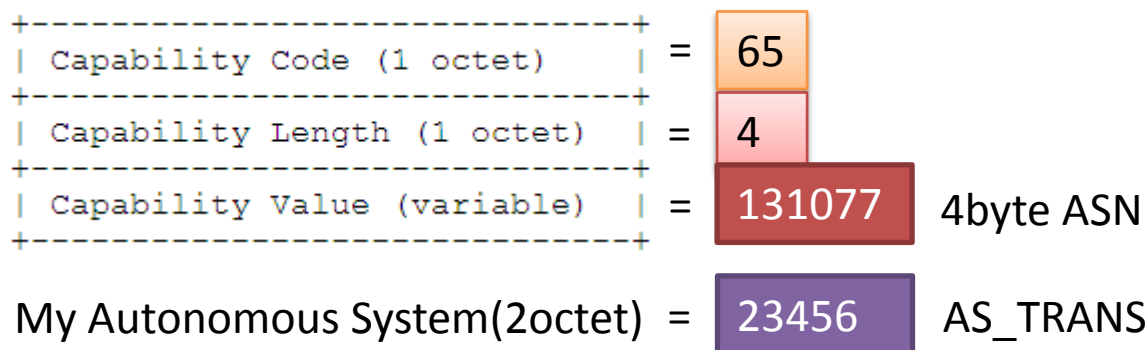 +-------------------------------+
| Capability Code (1 octet) | = 65
+-------------------------------+
| Capability Length (1 octet) | = 4
+-------------------------------+
| Capability Value (variable) | = 131077 4byte ASN
+-------------------------------+
My Autonomous System(2octet) = 23456 AS_TRANS